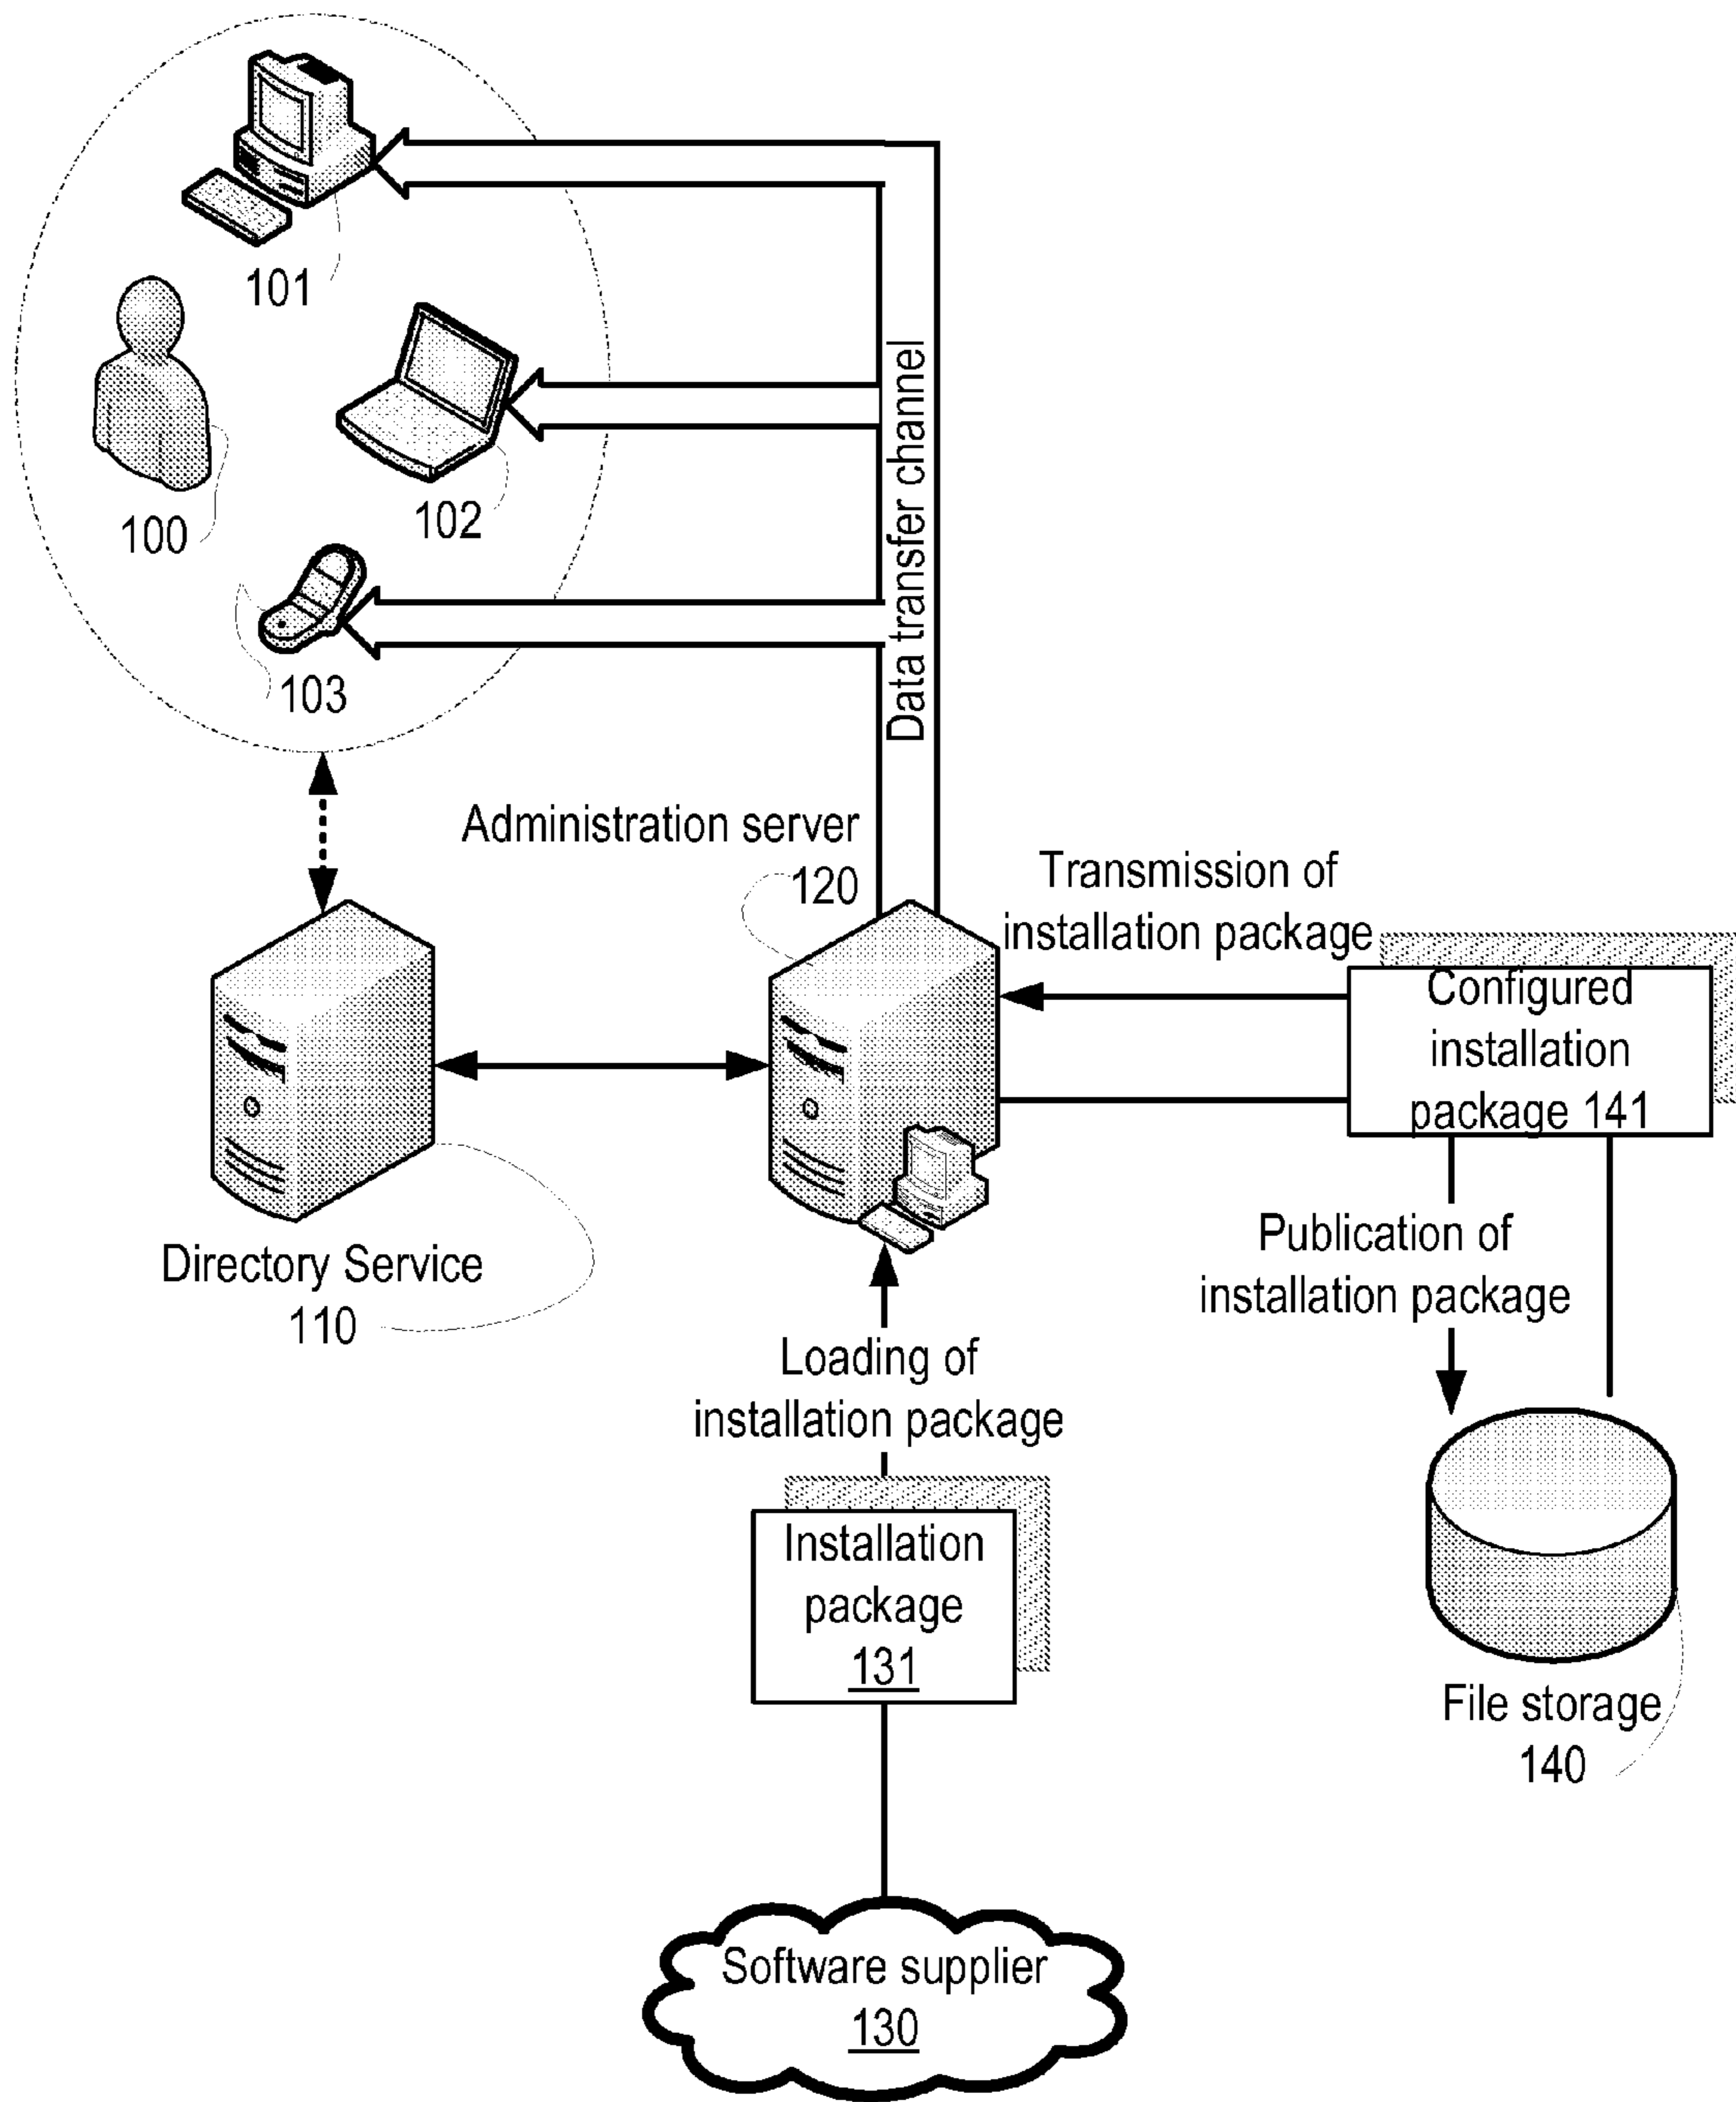 101
100
102
103
Data transfer channel
Administration server
120
Transmission of
installation package
Configured
installation
package 141
Directory Service
110
Publication of
installation package
Loading of
installation package
Installation
package
131
File storage
140
Software supplier
130